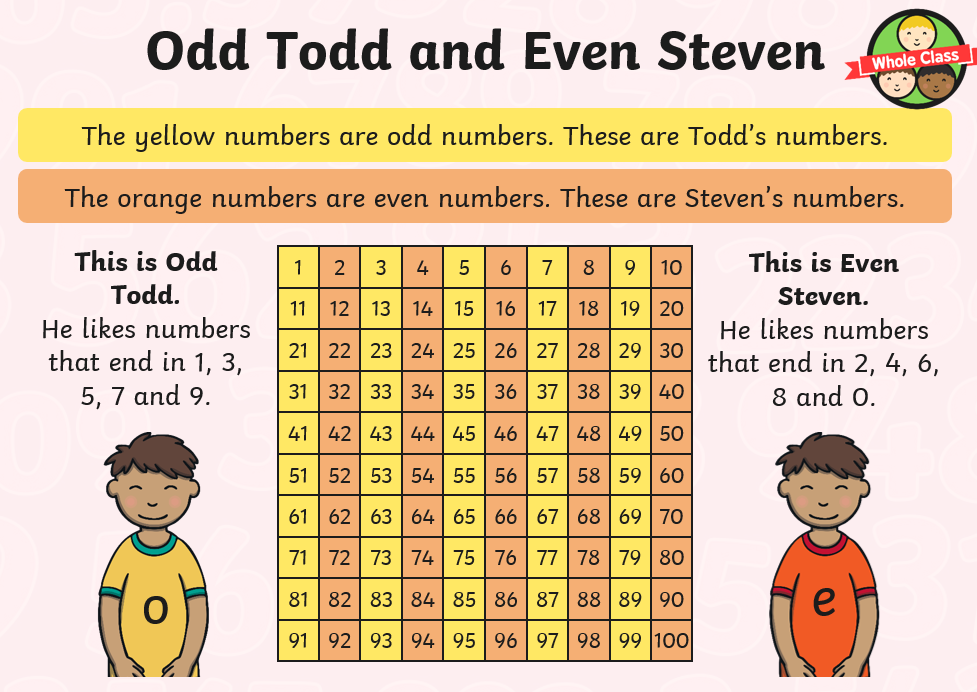 Odd Todd and Even Steven
Whole Class
The yellow numbers are odd numbers. These are Todd's numbers.
The orange numbers are even numbers. These are Steven's numbers.
This is Odd
Todd.
He likes numbers
that end in 1, 3,
5, 7 and 9.
1 2 3 4 5 6 7 8 9 10
11 12 13 14 15 16 17 18 19 20
21 22 23 24 25 26 27 28 29 30
31 32 33 34 35 36 37 38 39 40
41 42 43 44 45 46 47 48 49 50
51 52 53 54 55 56 57 58 59 60
61 62 63 64 65 66 67 68 69 70
71 72 73 74 75 76 77 78 79 80
81 82 83 84 85 86 87 88 89 90
91 92 93 94 95 96 97 98 99 100
This is Even
Steven.
He likes numbers
that end in 2, 4, 6,
8 and 0.
o
e